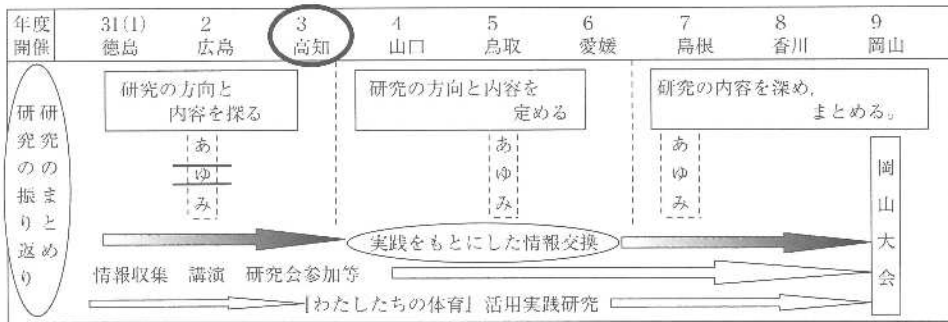 年度 31(1) 2 3 4 5 6 7 8 9
開催 徳島 広島 高知 山口 鳥取 愛媛 島根 香川 岡山
研究のまとめ
研究の振り返り
研究の方向と
内容を探る
研究の方向と内容を
定める
研究の内容を深め，
まとめる。
あゆみ
あゆみ
あゆみ
岡山大会
実践をもとにした情報交換
情報収集 講演 研究会参加等
『わたしたちの体育』活用実践研究